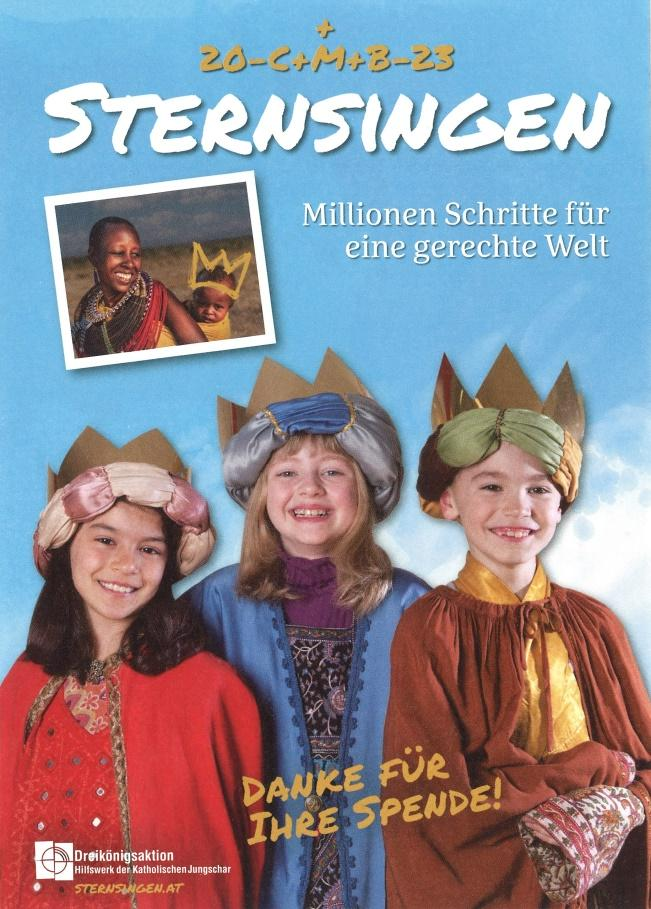 +
20-C+M+B-23
STERNSINGEN
Millionen Schritte für
eine gerechte Welt
DANKE FÜR
IHRE SPENDE!
Dreikönigsaktion
Hilfswerk der Katholischen Jungschar
STERNSINGEN.AT